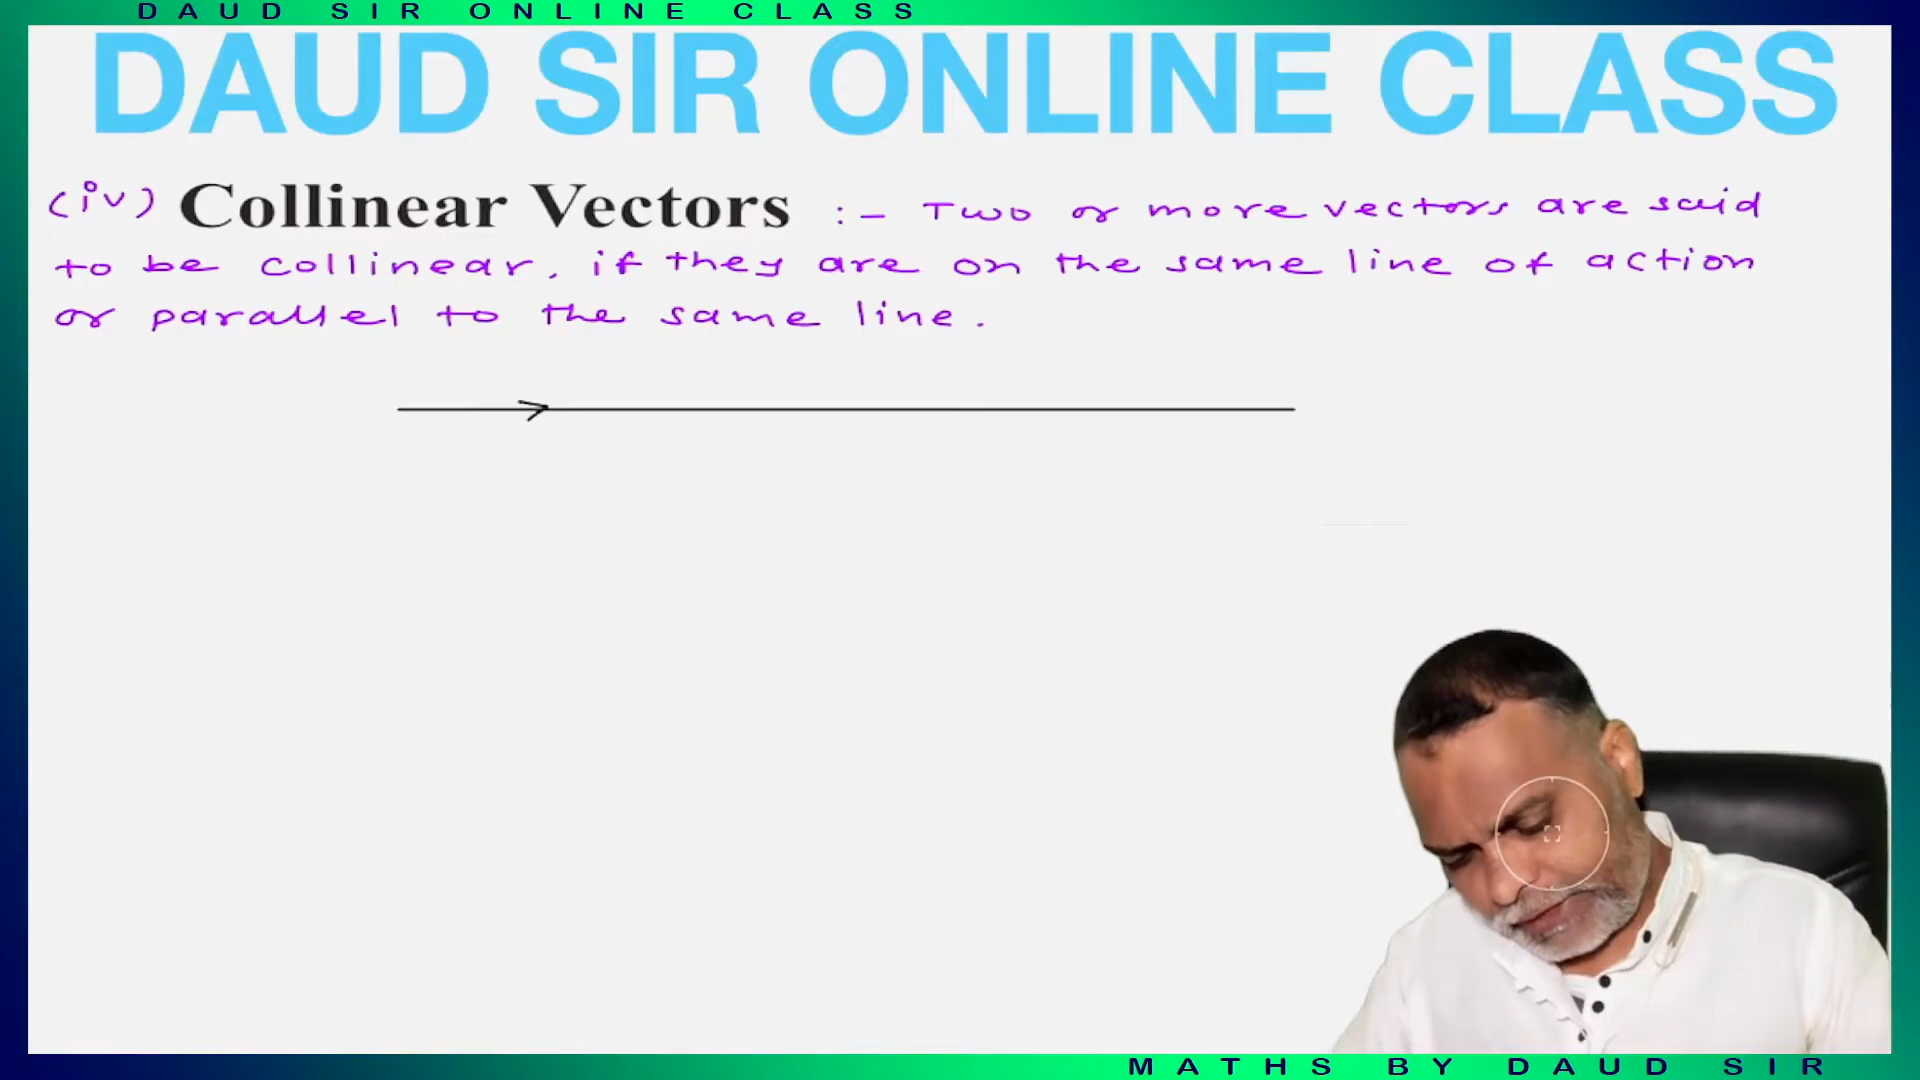 DAUD SIR ONLINE CLASS
DAUD SIR ONLINE CLASS
(iv) Collinear Vectors :- Two or more vectors are said
to be collinear, if they are on the same line of action
or parallel to the same line.
MATHS BY DAUD SIR